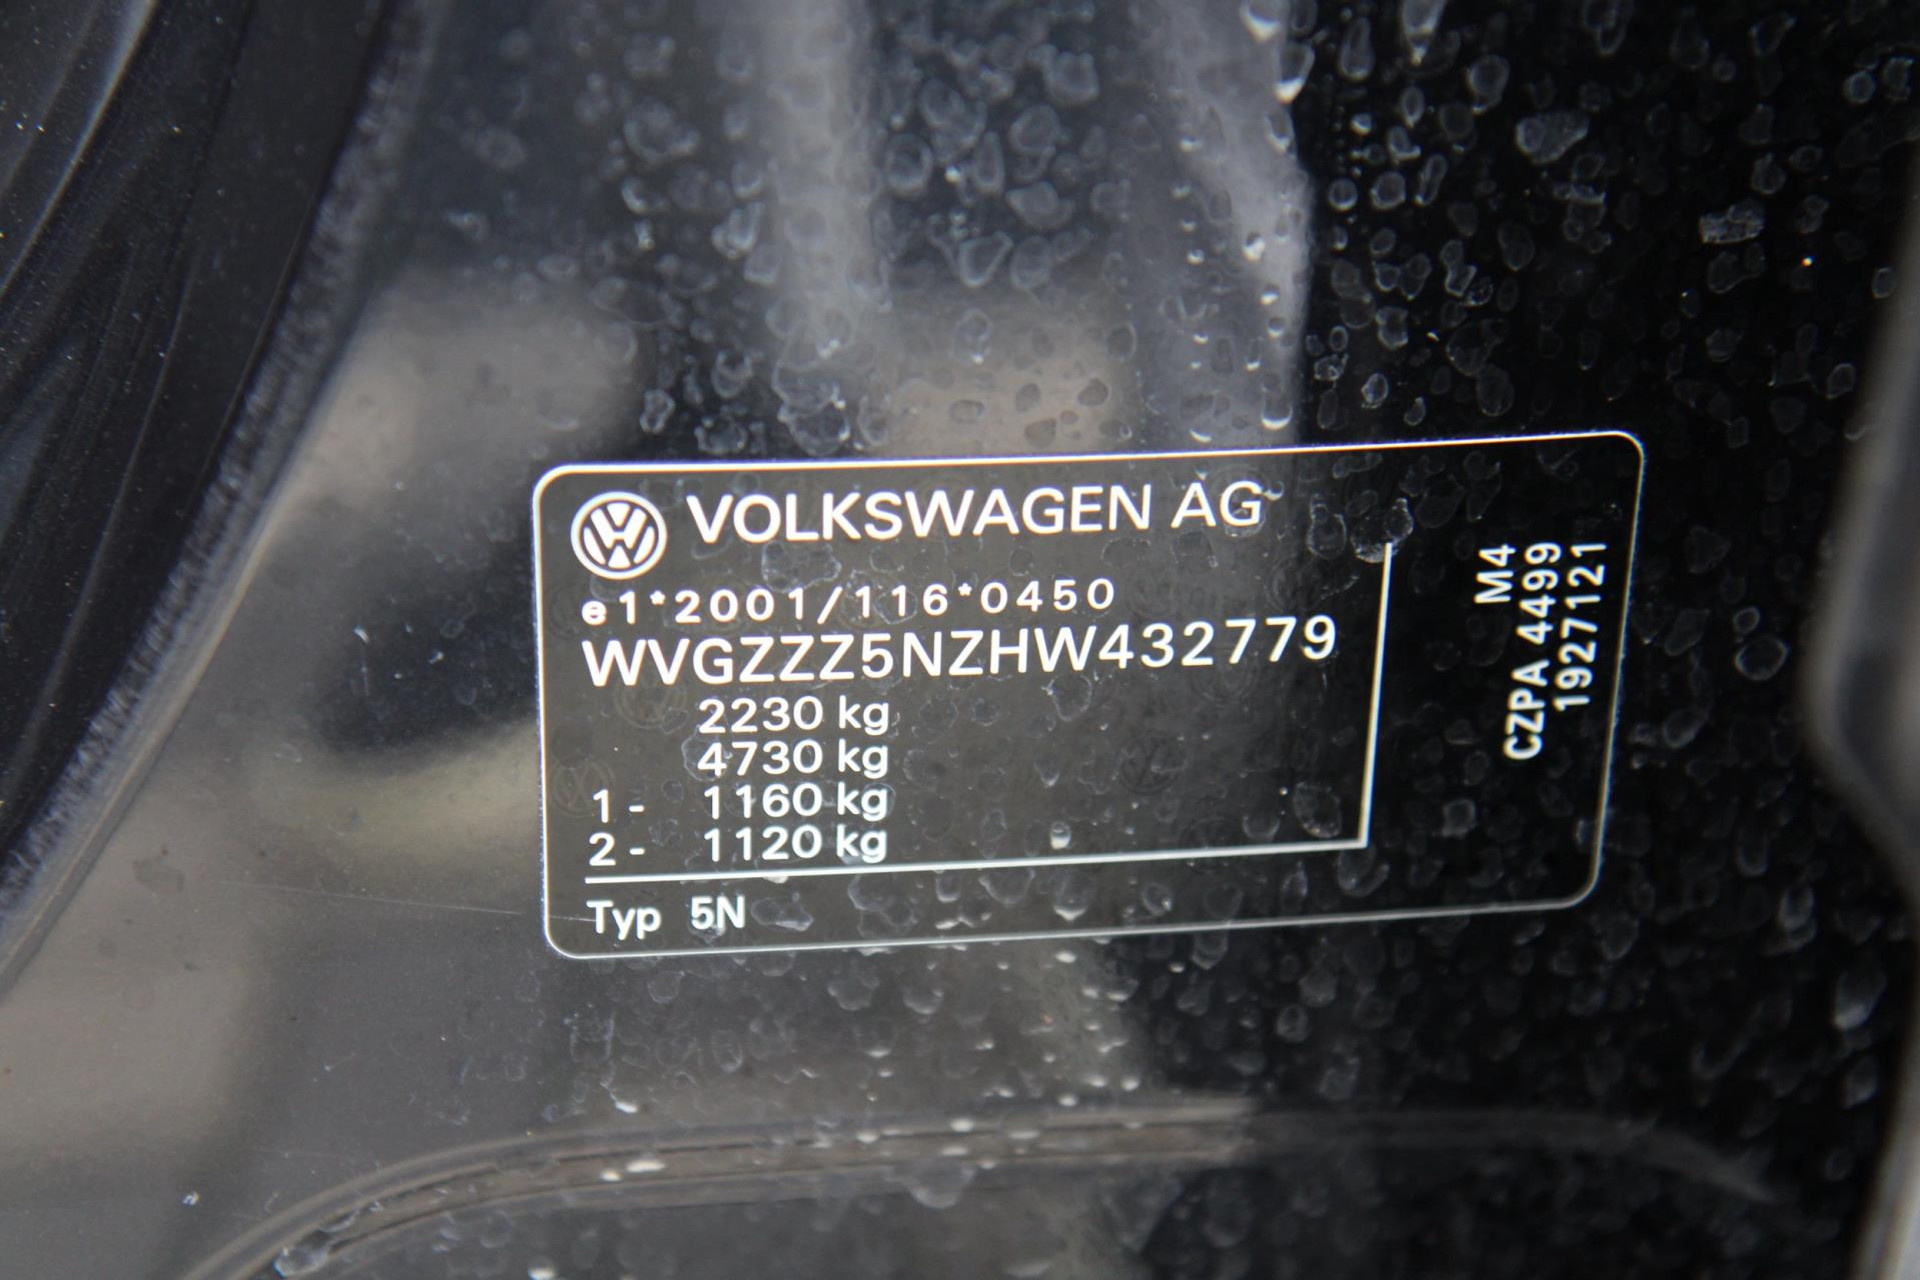 VOLKSWAGEN AG
e1*2001/116*0450
WVGZZZ5NZHW432779
2230 kg
4730 kg
1- 1160 kg
2- 1120 kg
Typ 5N
M4
CZPA 4499
1927121